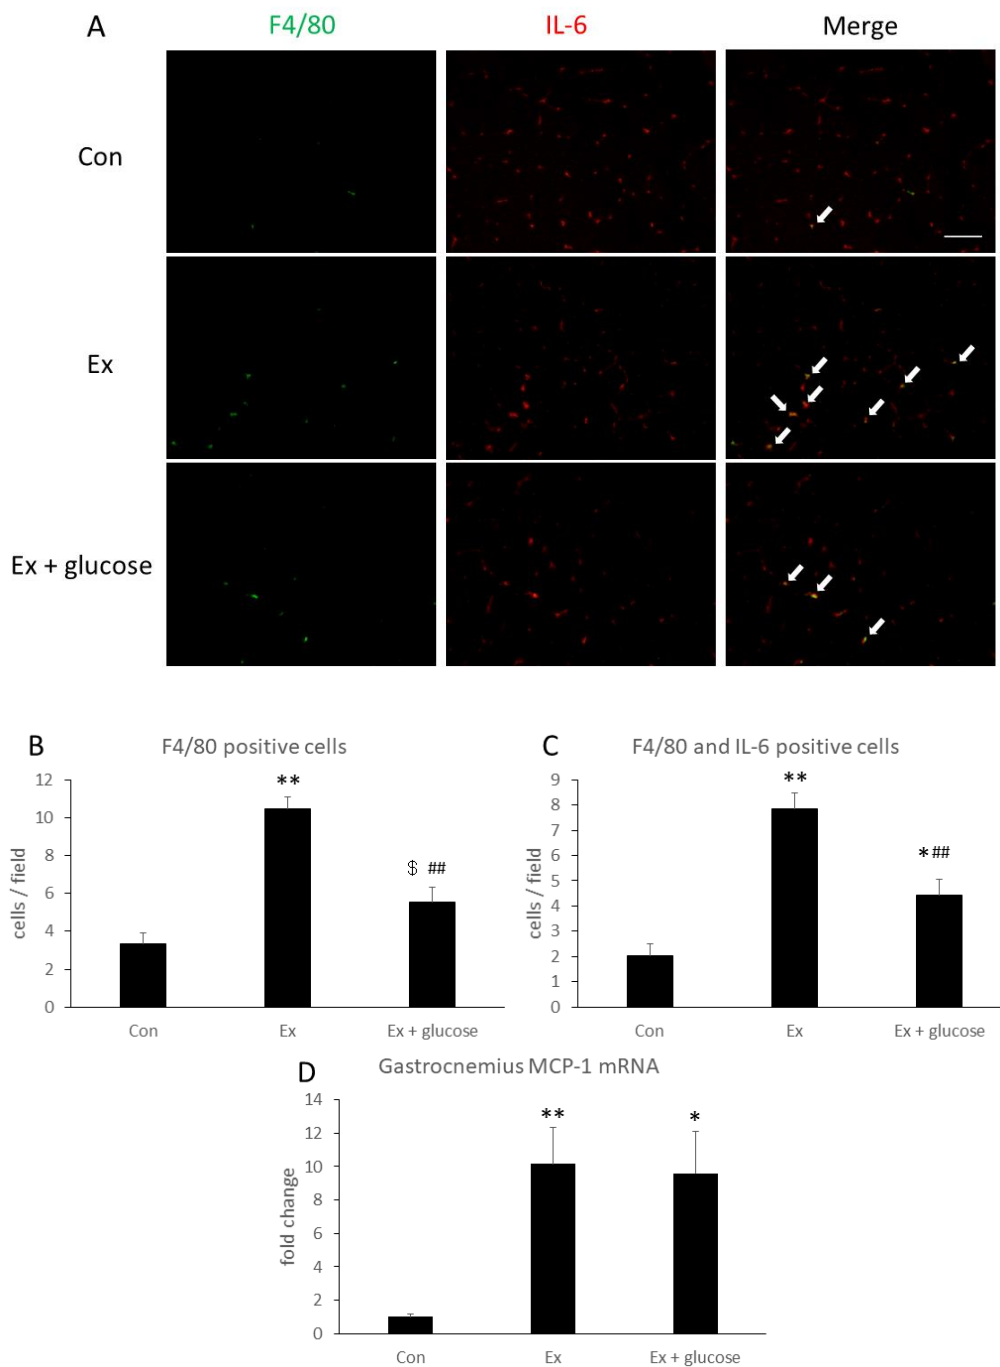 A F4/80 IL-6 Merge
Con
Ex
Ex + glucose
B F4/80 positive cells
12
10
8
6
4
2
0
cells / field
**
$ ##
Con Ex Ex + glucose
C F4/80 and IL-6 positive cells
9
8
7
6
5
4
3
2
1
0
cells / field
**
* ##
Con Ex Ex + glucose
D Gastrocnemius MCP-1 mRNA
14
12
10
8
6
4
2
0
fold change
**
*
Con Ex Ex + glucose